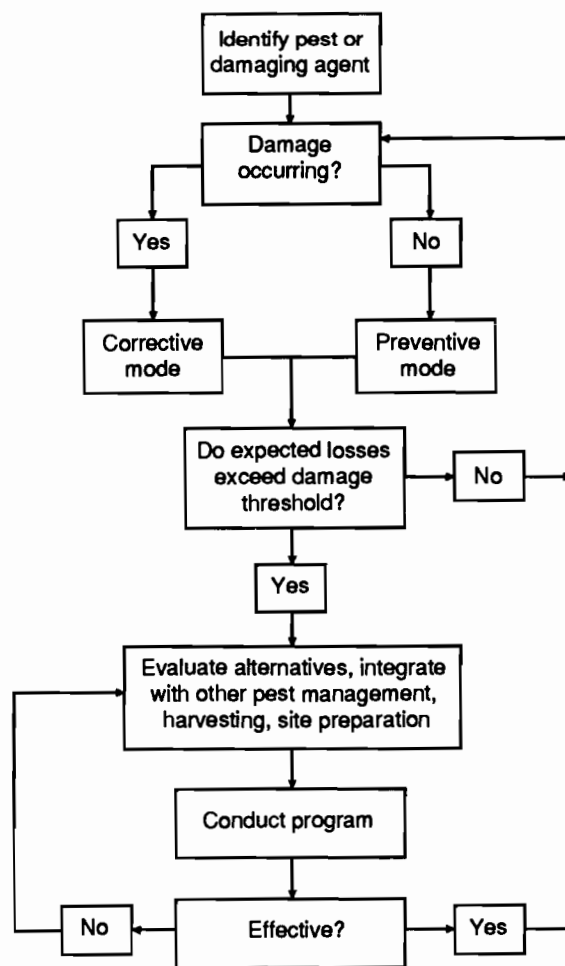 Identify pest or
damaging agent
Damage
occurring?
Yes
No
Corrective
mode
Preventive
mode
Do expected losses
exceed damage
threshold?
No
Yes
Evaluate alternatives, integrate
with other pest management,
harvesting, site preparation
Conduct program
No
Effective?
Yes